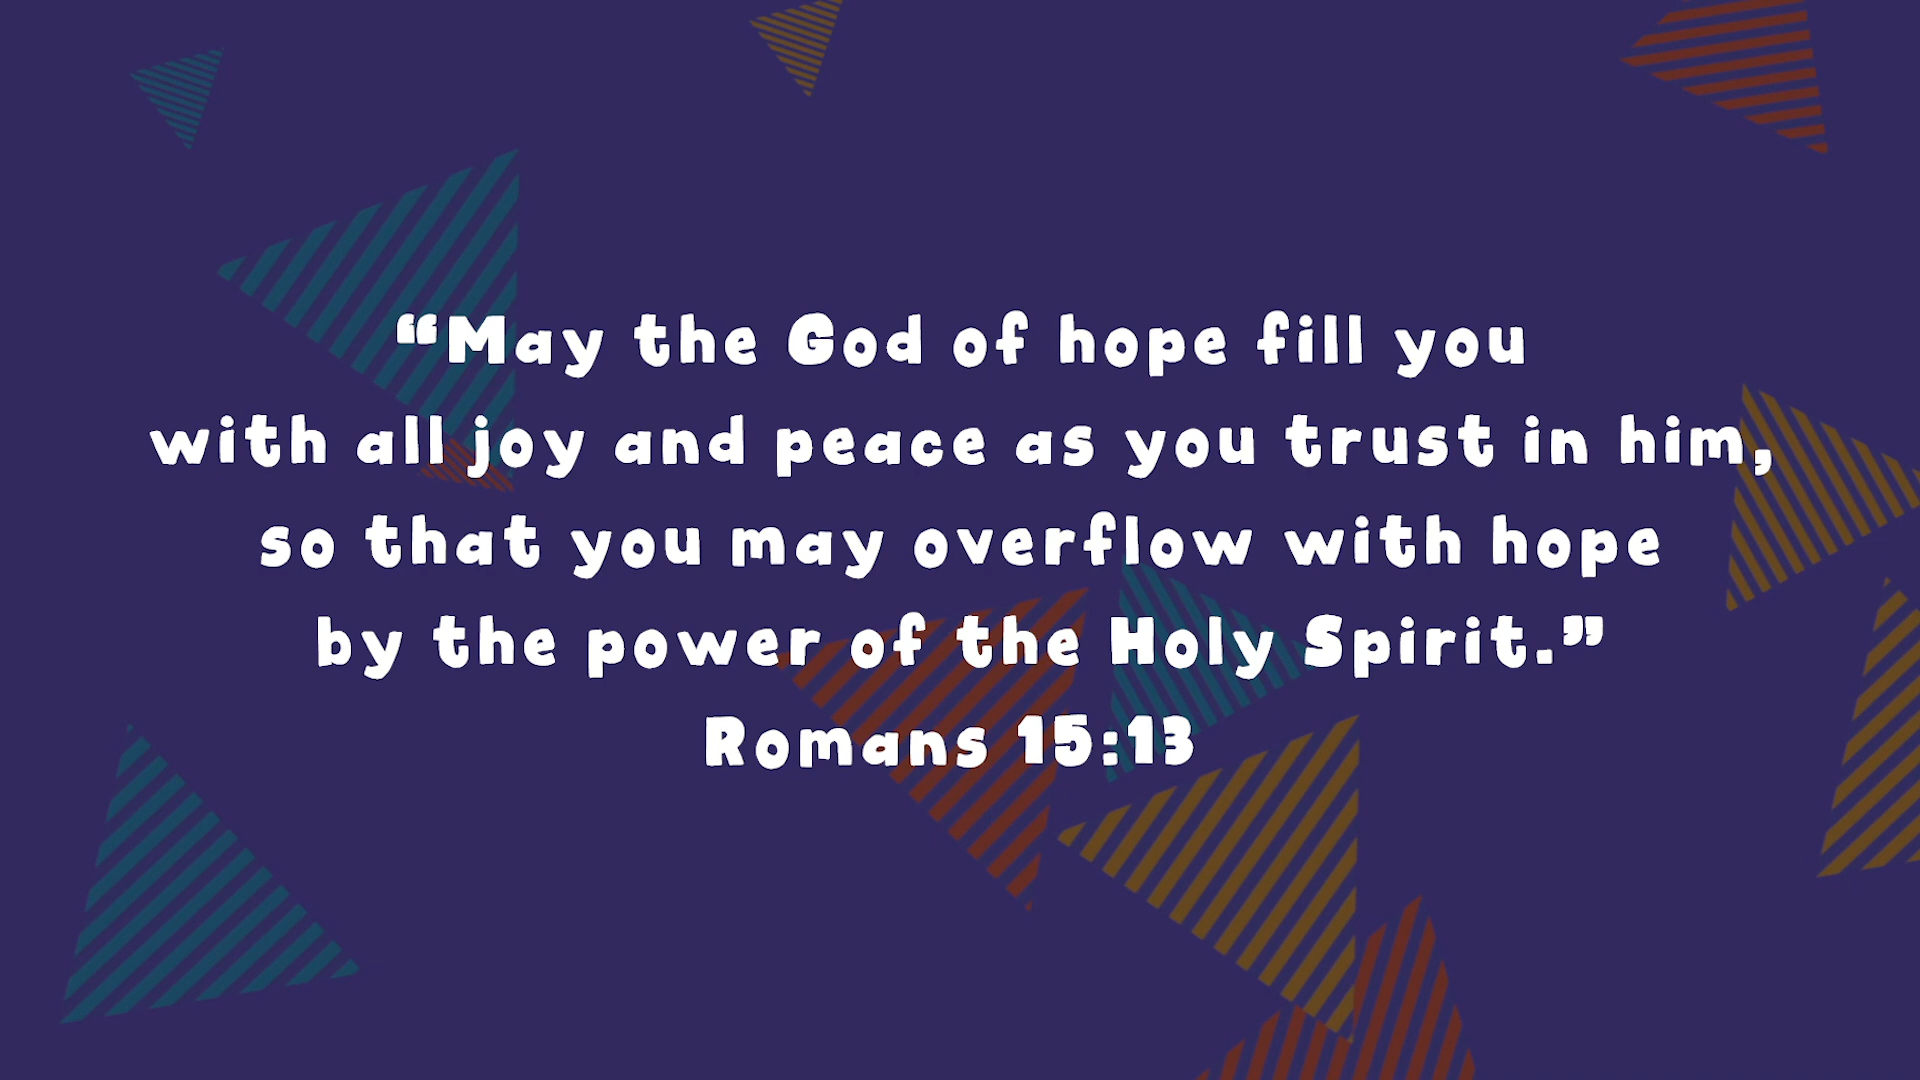 “May the God of hope fill you
with all joy and peace as you trust in him,
so that you may overflow with hope
by the power of the Holy Spirit.”
Romans 15:13